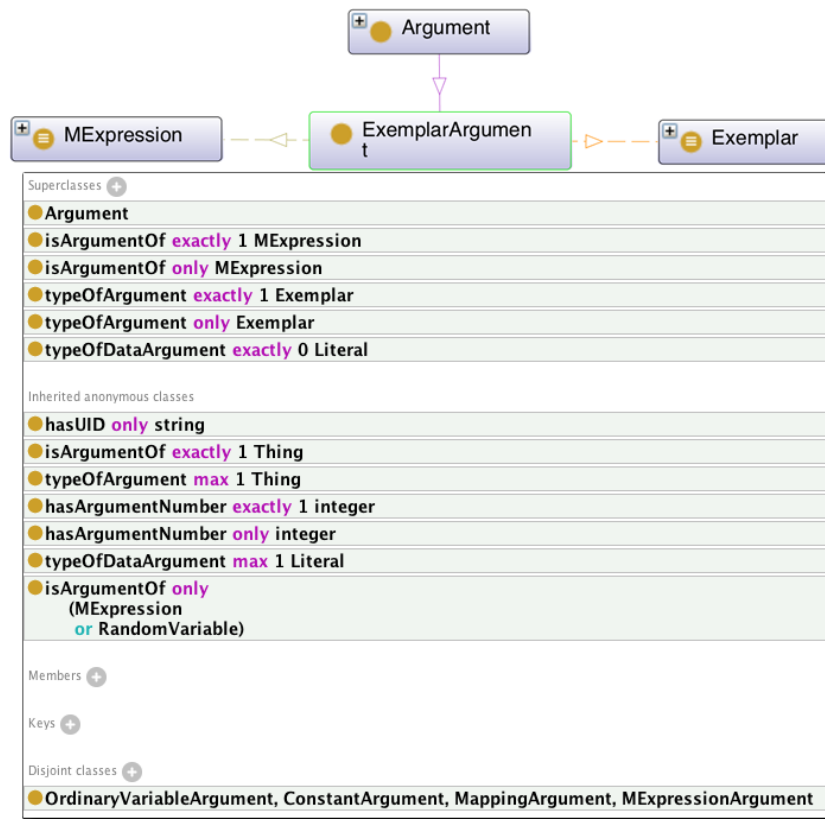 Argument
MExpression
ExemplarArgumen
t
Exemplar
Superclasses
Argument
isArgumentOf exactly 1 MExpression
isArgumentOf only MExpression
typeOfArgument exactly 1 Exemplar
typeOfArgument only Exemplar
typeOfDataArgument exactly 0 Literal
Inherited anonymous classes
hasUID only string
isArgumentOf exactly 1 Thing
typeOfArgument max 1 Thing
hasArgumentNumber exactly 1 integer
hasArgumentNumber only integer
typeOfDataArgument max 1 Literal
isArgumentOf only
(MExpression
or RandomVariable)
Members
Keys
Disjoint classes
OrdinaryVariableArgument, ConstantArgument, MappingArgument, MExpressionArgument